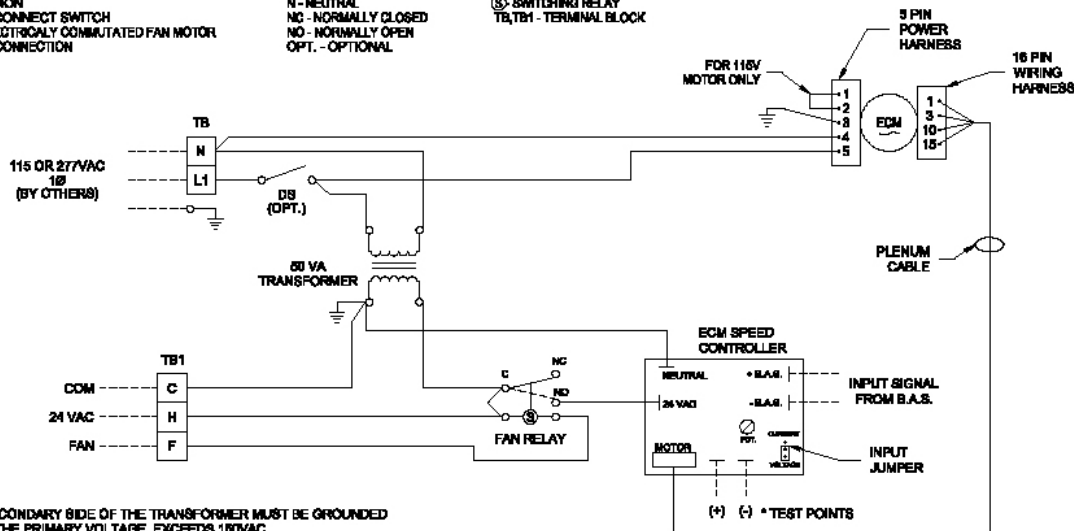 CONNECT SWITCH
COMMUTATED FAN MOTOR
CONNECTION
N - NEUTRAL
NC - NORMALLY CLOSED
NO - NORMALLY OPEN
OPT. - OPTIONAL
S - SWITCHING RELAY
TB,TB1 - TERMINAL BLOCK
5 PIN
POWER
HARNESS
16 PIN
WIRING
HARNESS
FOR 115V
MOTOR ONLY
1
2
3
4
5
ECM
1
3
10
15
TB
N
L1
115 OR 277VAC
1Ø
(BY OTHERS)
DS
(OPT.)
PLENUM
CABLE
50 VA
TRANSFORMER
ECM SPEED
CONTROLLER
TB1
COM
C
24 VAC
H
FAN
F
C
NC
NO
S
FAN RELAY
NEUTRAL
24 VAC
+ B.A.S.
- B.A.S.
INPUT SIGNAL
FROM B.A.S.
POT.
CURRENT
VOLTAGE
INPUT
JUMPER
MOTOR
(+) (-) * TEST POINTS
CONDARY SIDE OF THE TRANSFORMER MUST BE GROUNDED
THE PRIMARY VOLTAGE EXCEEDS 150VAC